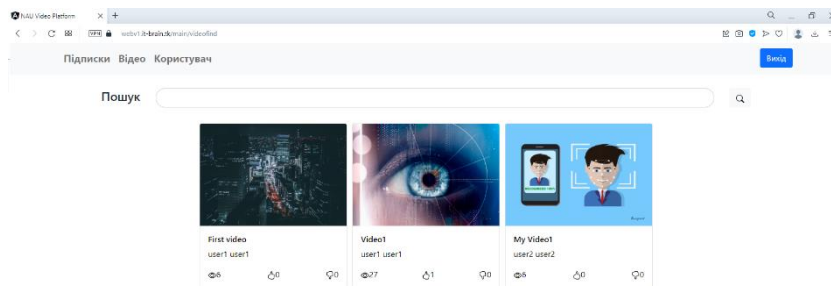 NAU Video Platform
VPN webv1.it-brain.tk/main/videofind
Підписки Відео Користувач Вихід
Пошук
First video Video1 My Video1
user1 user1 user1 user1 user2 user2
6 0 0 27 1 0 6 0 0